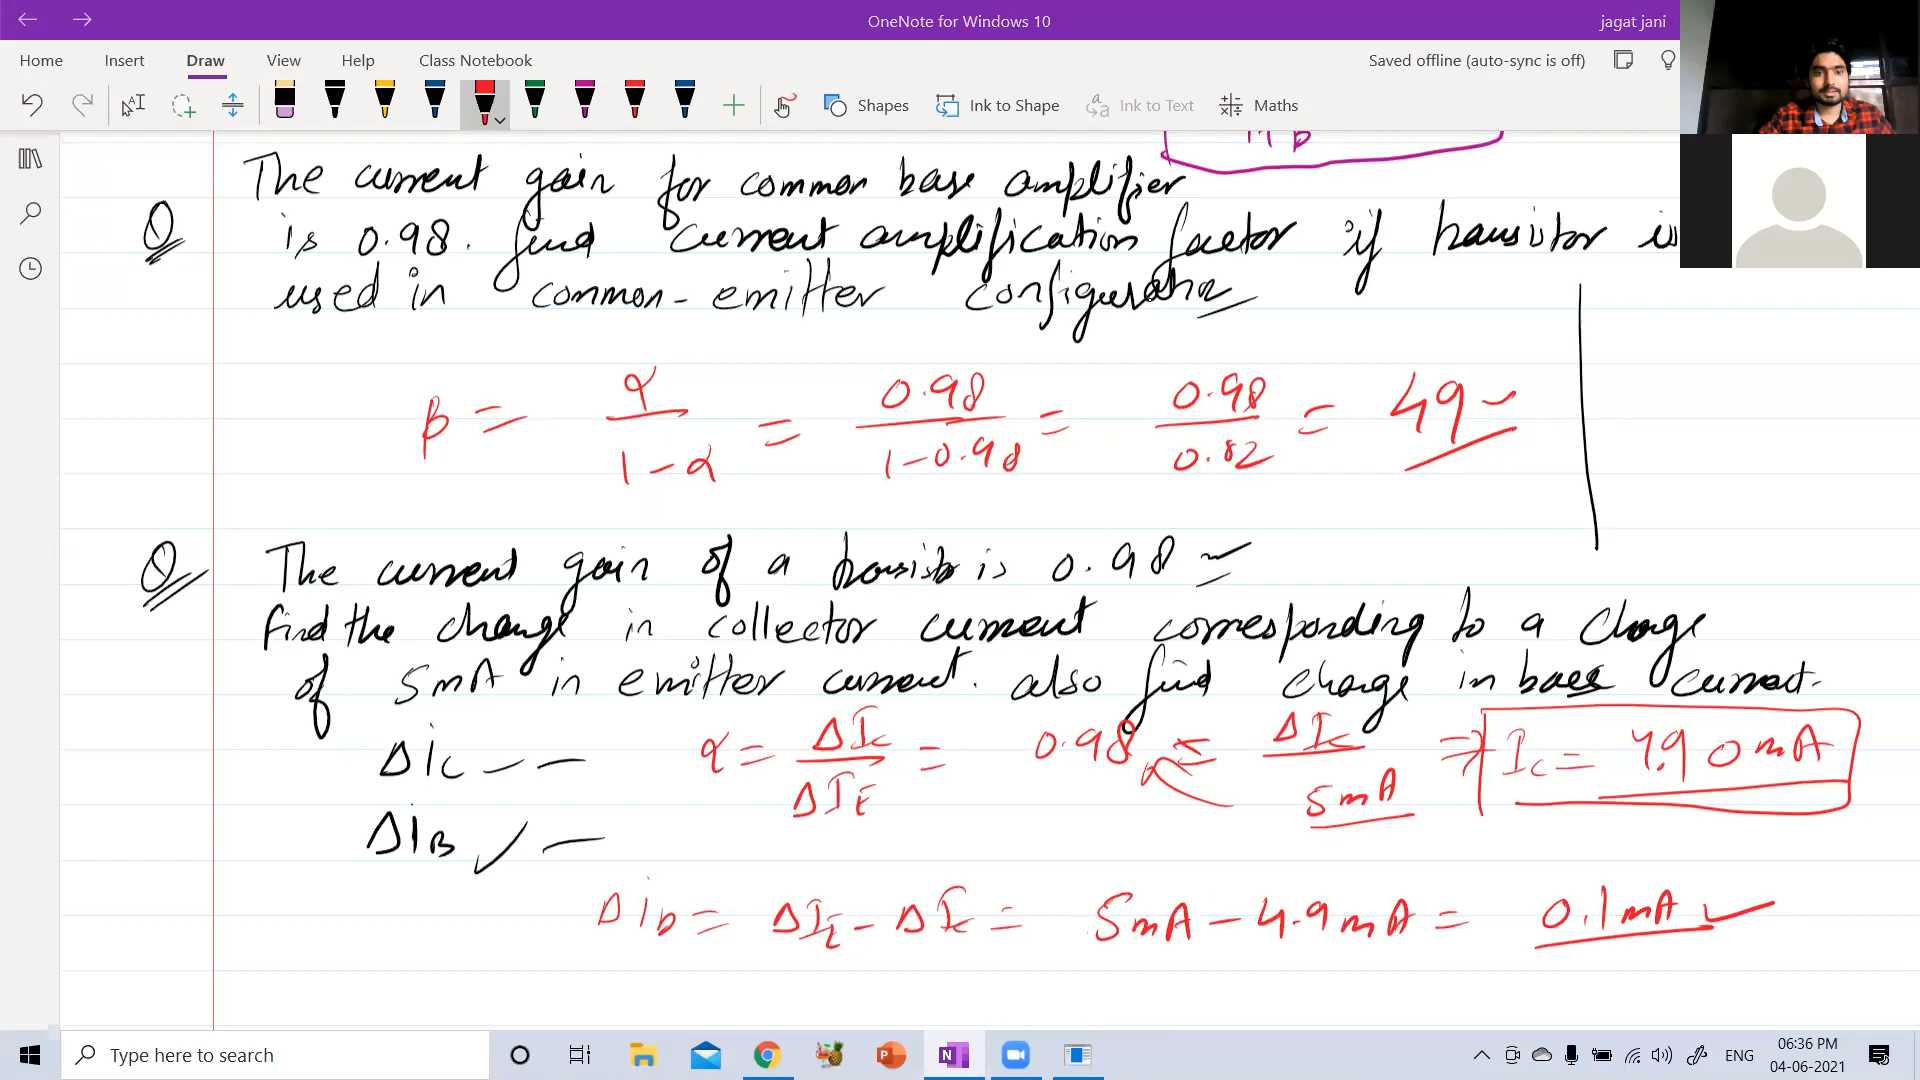 OneNote for Windows 10
jagat jani
Home Insert Draw View Help Class Notebook
Saved offline (auto-sync is off)
Shapes Ink to Shape Ink to Text Maths
The current gain for common base amplifier
Q is 0.98. find current amplification factor if transistor is
used in common-emitter configuration
β = α / 1-α = 0.98 / 1-0.98 = 0.98 / 0.02 = 49
Q The current gain of a transistor is 0.98
find the change in collector current corresponding to a change
of 5mA in emitter current. also find change in base current.
ΔIc α = ΔIc / ΔIE = 0.98 = ΔIc / 5mA ⇒ Ic = 4.90mA
ΔIB
Δib = ΔIE - ΔIc = 5mA - 4.9mA = 0.1mA
Type here to search
ENG
06:36 PM
04-06-2021